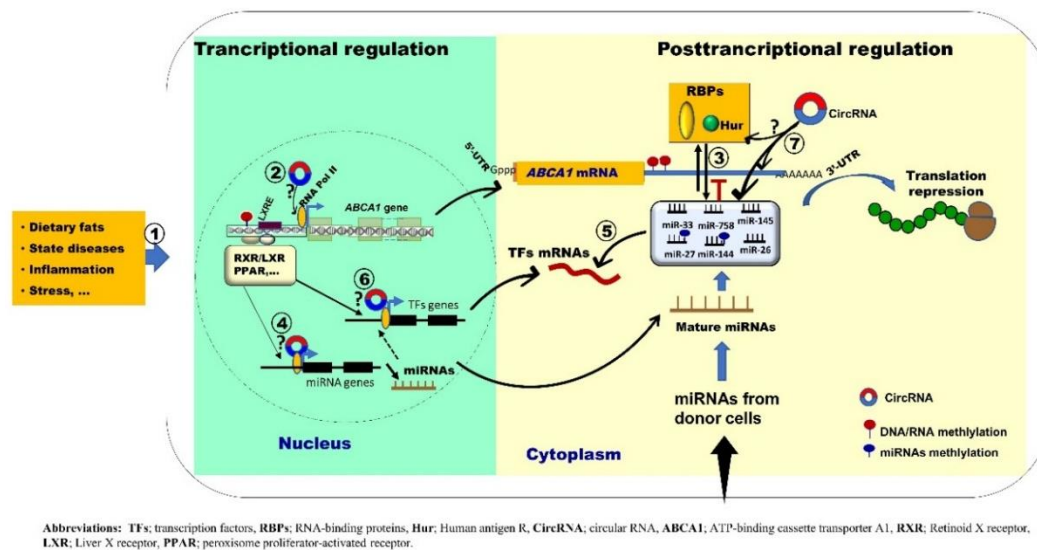 Trancriptional regulation
Posttrancriptional regulation
RBPs
Hur
?
CircRNA
3
7
5'-UTR
Gppp
ABCA1 mRNA
AAAAAAA
3'-UTR
2
?
RNA Pol II
LXRE
ABCA1 gene
Translation
repression
miR-33
miR-758
miR-145
miR-27
miR-144
miR-26
1
· Dietary fats
· State diseases
· Inflammation
· Stress, ...
RXR/LXR
PPAR,...
5
TFs mRNAs
6
?
TFs genes
4
?
miRNA genes
miRNAs
Mature miRNAs
miRNAs from
donor cells
CircRNA
DNA/RNA methlylation
miRNAs methlylation
Nucleus
Cytoplasm
Abbreviations: TFs; transcription factors, RBPs; RNA-binding proteins, Hur; Human antigen R, CircRNA; circular RNA, ABCA1; ATP-binding cassette transporter A1, RXR; Retinoid X receptor,
LXR; Liver X receptor, PPAR; peroxisome proliferator-activated receptor.